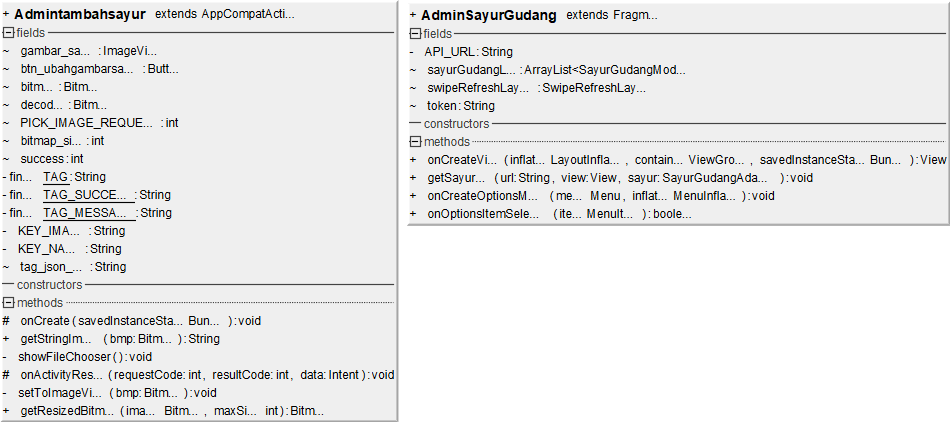 + Admintambahsayur extends AppCompatActi...
fields
~ gambar_sa... : ImageVi...
~ btn_ubahgambarsa... : Butt...
~ bitm... : Bitm...
~ decod... : Bitm...
~ PICK_IMAGE_REQUE... : int
~ bitmap_si... : int
~ success : int
- fin... TAG : String
- fin... TAG_SUCCE... : String
- fin... TAG_MESSA... : String
- KEY_IMA... : String
- KEY_NA... : String
~ tag_json_... : String
constructors
methods
# onCreate ( savedInstanceSta... Bun... ) : void
+ getStringIm... ( bmp: Bitm... ) : String
- showFileChooser ( ) : void
# onActivityRes... ( requestCode: int, resultCode: int, data: Intent ) : void
- setToImageVi... ( bmp: Bitm... ) : void
+ getResizedBitm... ( ima... Bitm... , maxSi... int ) : Bitm...
+ AdminSayurGudang extends Fragm...
fields
- API_URL : String
~ sayurGudangL... : ArrayList<SayurGudangMod...
~ swipeRefreshLay... : SwipeRefreshLay...
~ token : String
constructors
methods
+ onCreateVi... ( inflat... LayoutInfla... , contain... ViewGro... , savedInstanceSta... Bun... ) : View
+ getSayur... ( url: String, view: View, sayur: SayurGudangAda... ) : void
+ onCreateOptionsM... ( me... Menu , inflat... MenuInfla... ) : void
+ onOptionsItemSele... ( ite... MenuIt... ) : boole...